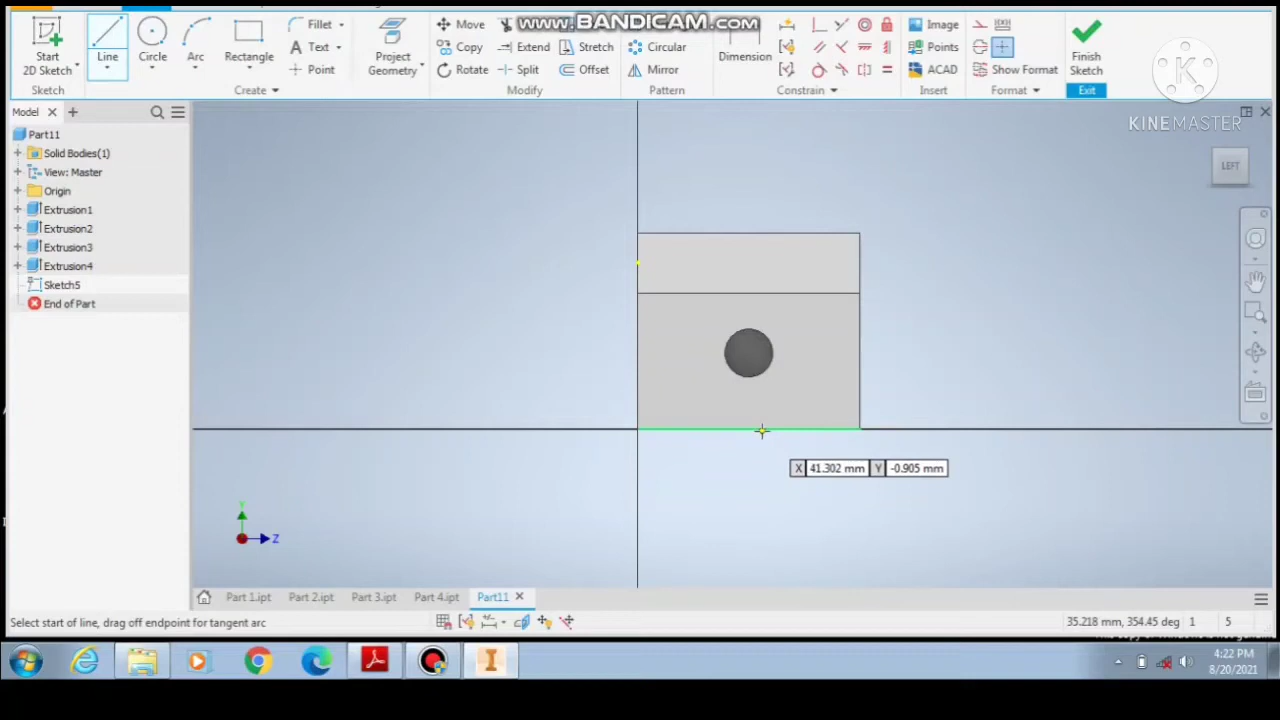 www.BANDICAM.com
KINEMASTER
K
Start
2D Sketch
Line
Circle
Arc
Rectangle
Fillet
Text
Point
Project
Geometry
Move
Copy
Rotate
Extend
Split
Stretch
Offset
Circular
Mirror
Dimension
Image
Points
ACAD
Show Format
Finish
Sketch
Sketch
Create
Modify
Pattern
Constrain
Insert
Format
Exit
Model
Part11
Solid Bodies(1)
View: Master
Origin
Extrusion1
Extrusion2
Extrusion3
Extrusion4
Sketch5
End of Part
LEFT
X 41.302 mm Y -0.905 mm
Y
Z
Part 1.ipt
Part 2.ipt
Part 3.ipt
Part 4.ipt
Part11
Select start of line, drag off endpoint for tangent arc
35.218 mm, 354.45 deg 1 5
4:22 PM
8/20/2021